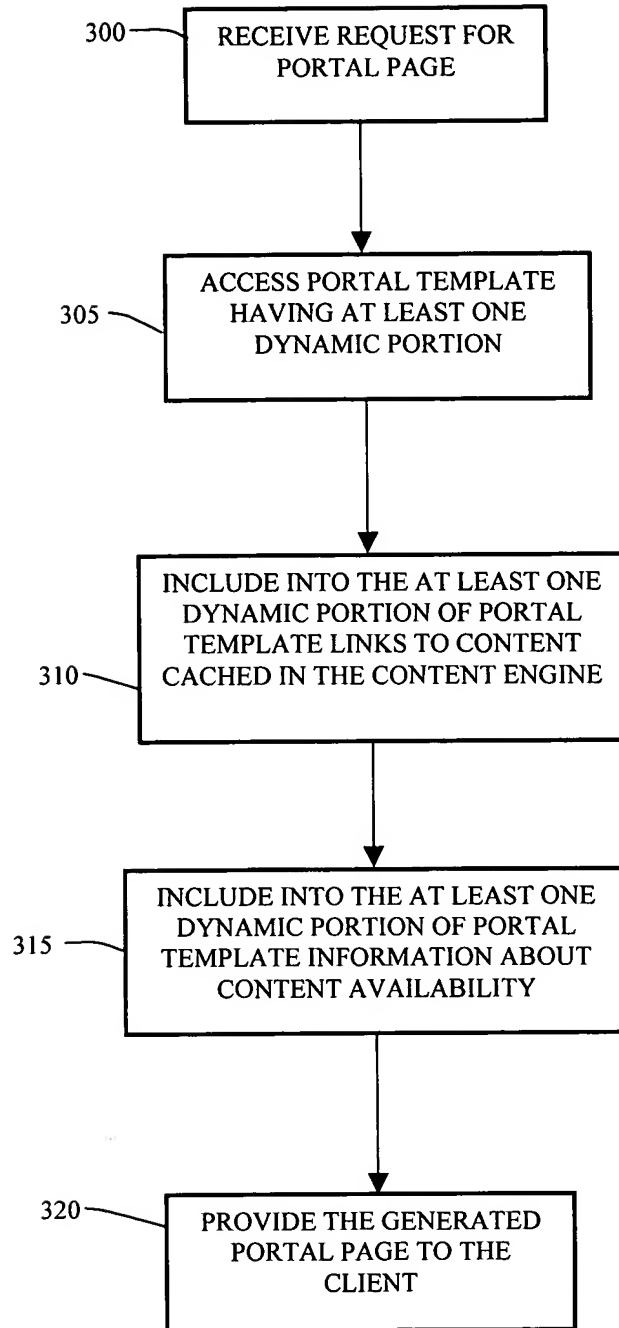 300
RECEIVE REQUEST FOR
PORTAL PAGE
305
ACCESS PORTAL TEMPLATE
HAVING AT LEAST ONE
DYNAMIC PORTION
310
INCLUDE INTO THE AT LEAST ONE
DYNAMIC PORTION OF PORTAL
TEMPLATE LINKS TO CONTENT
CACHED IN THE CONTENT ENGINE
315
INCLUDE INTO THE AT LEAST ONE
DYNAMIC PORTION OF PORTAL
TEMPLATE INFORMATION ABOUT
CONTENT AVAILABILITY
320
PROVIDE THE GENERATED
PORTAL PAGE TO THE
CLIENT